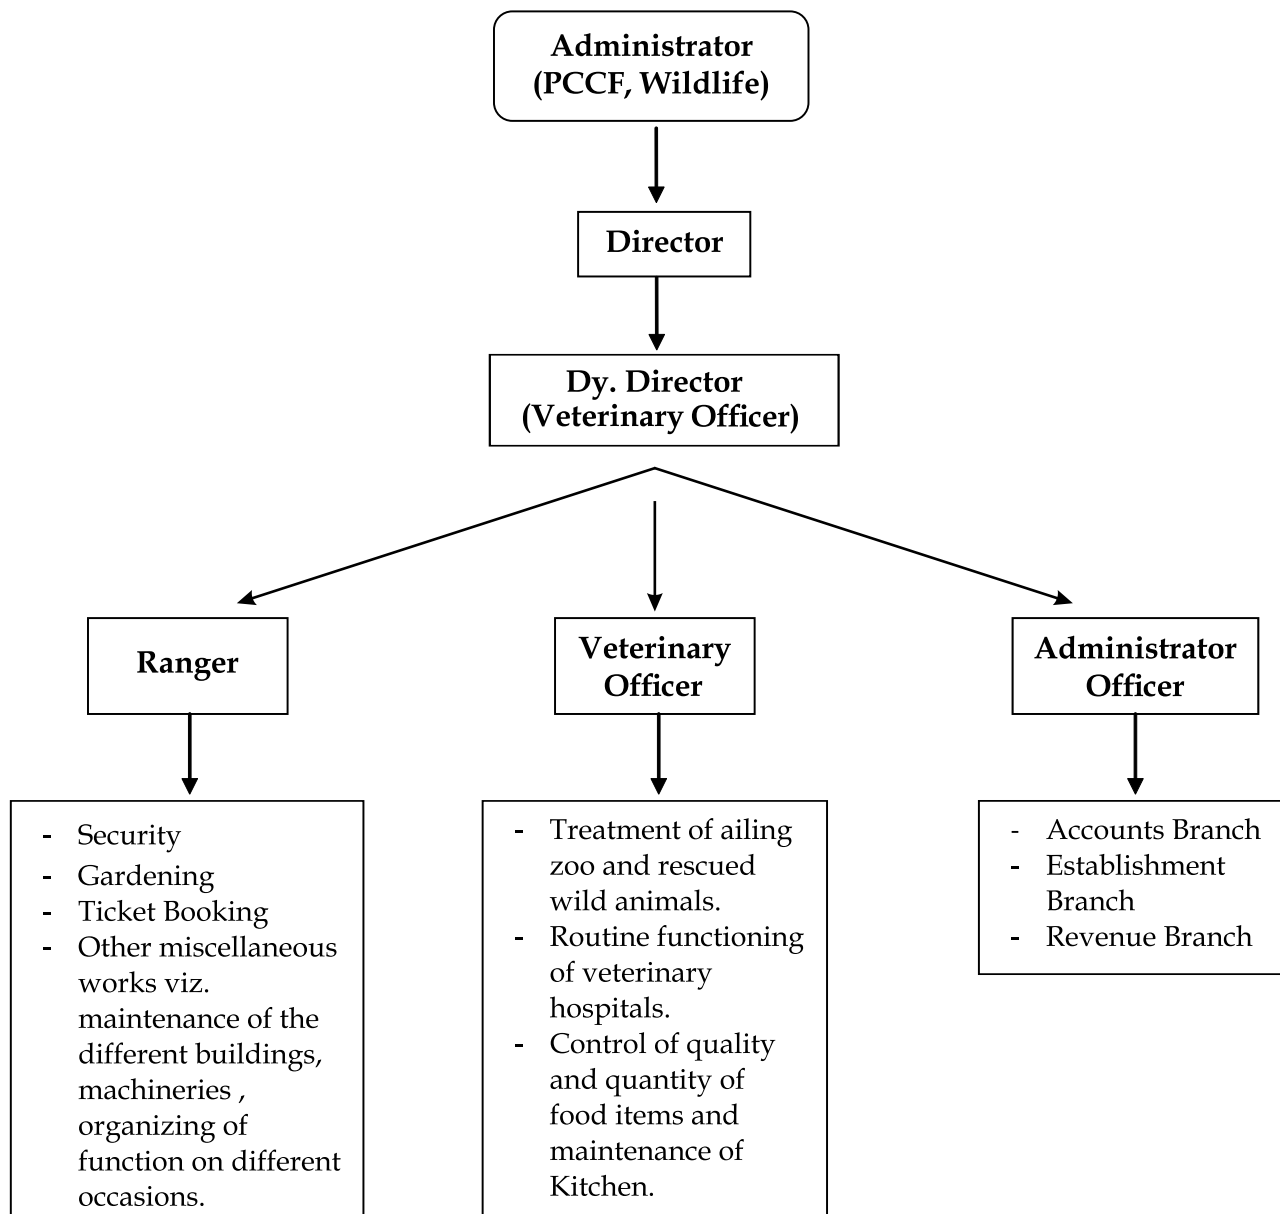 Administrator
(PCCF, Wildlife)
Director
Dy. Director
(Veterinary Officer)
Ranger
Veterinary
Officer
Administrator
Officer
- Security
- Gardening
- Ticket Booking
- Other miscellaneous
works viz.
maintenance of the
different buildings,
machineries ,
organizing of
function on different
occasions.
- Treatment of ailing
zoo and rescued
wild animals.
- Routine functioning
of veterinary
hospitals.
- Control of quality
and quantity of
food items and
maintenance of
Kitchen.
- Accounts Branch
- Establishment
Branch
- Revenue Branch